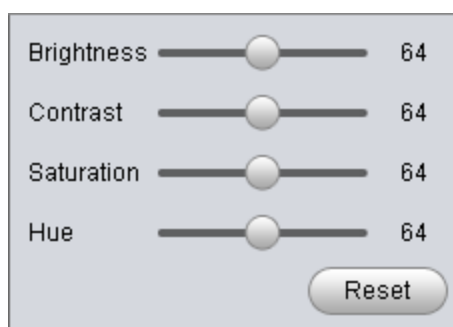 Brightness 64
Contrast 64
Saturation 64
Hue 64
Reset